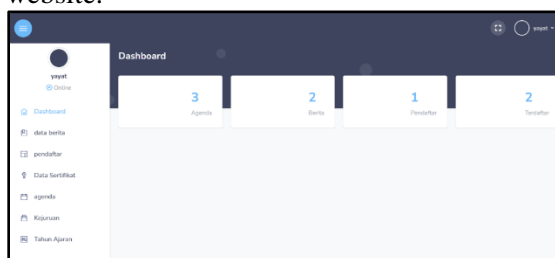 website.
yayat
Dashboard
yayat
Online
3
Agenda
2
Berita
1
Pendaftar
2
Terdaftar
Dashboard
data berita
pendaftar
Data Sertifikat
agenda
Kejuruan
Tahun Ajaran